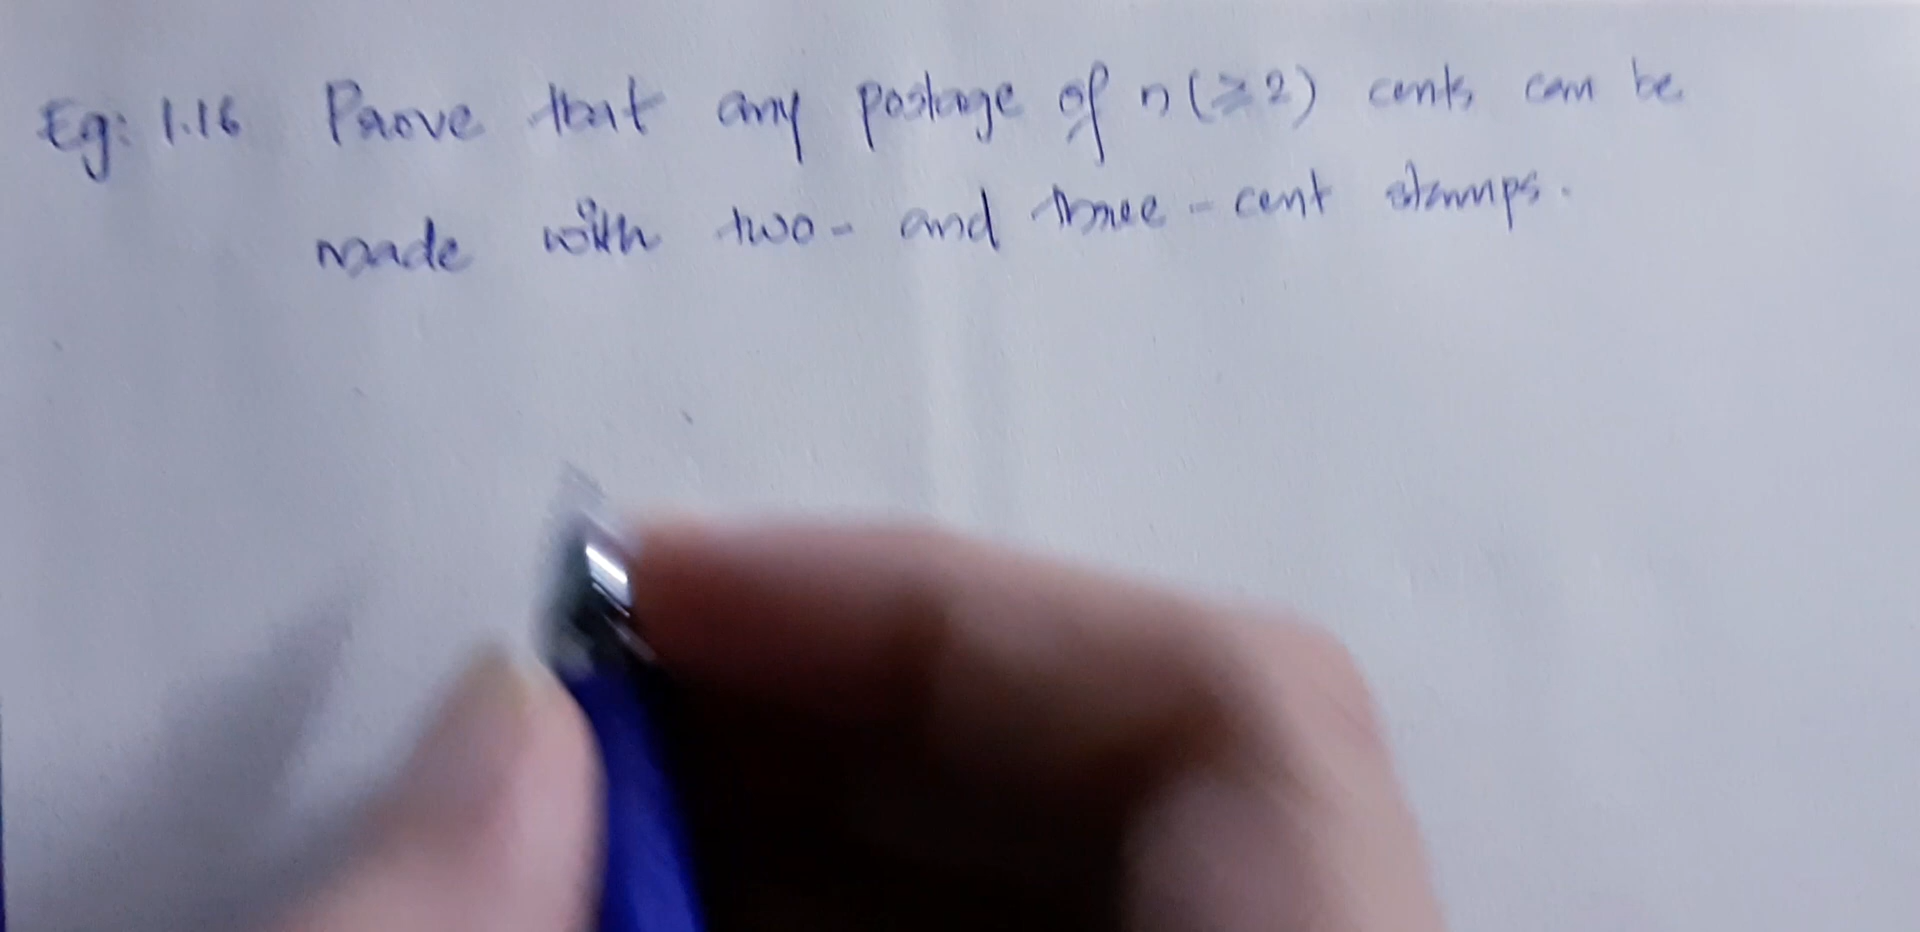 Eg: 1.16 Prove that any postage of n (≥2) cents can be
made with two- and three-cent stamps.